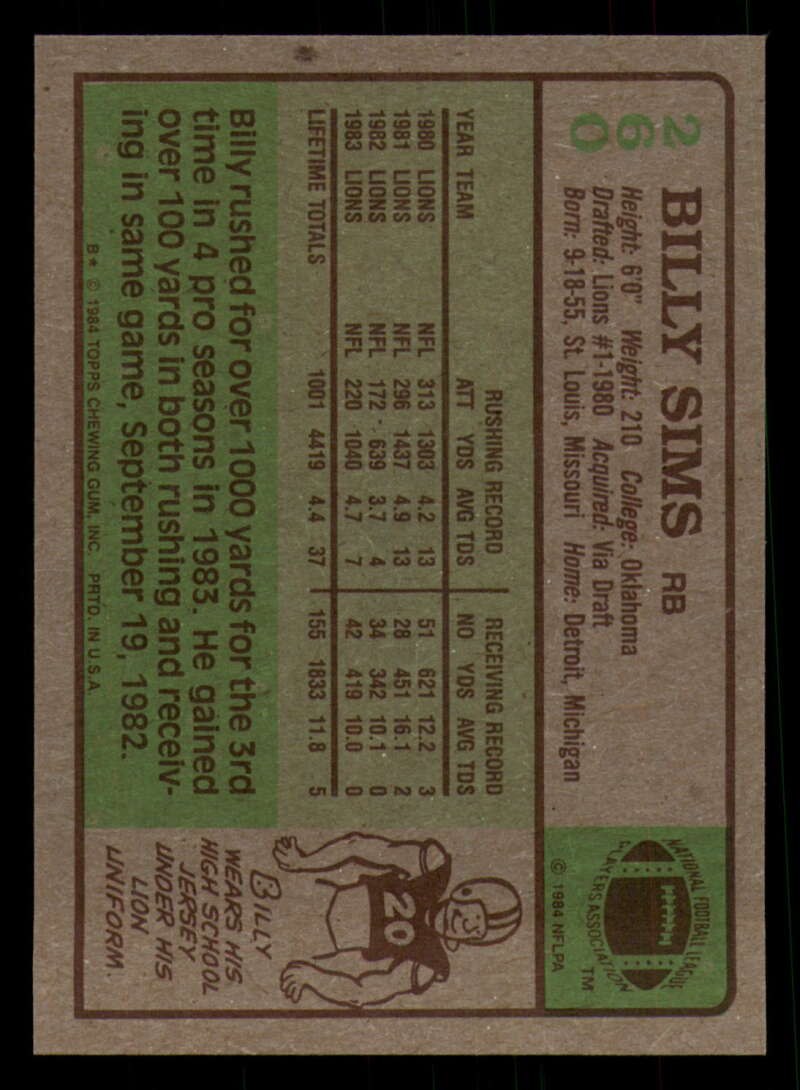 260
BILLY SIMS RB
Height: 6'0" Weight: 210 College: Oklahoma
Drafted: Lions #1-1980 Acquired: Via Draft
Born: 9-18-55, St. Louis, Missouri Home: Detroit, Michigan
NATIONAL FOOTBALL LEAGUE
PLAYERS ASSOCIATION
TM
© 1984 NFLPA
RUSHING RECORD RECEIVING RECORD
YEAR TEAM ATT YDS AVG TDS NO YDS AVG TDS
1980 LIONS NFL 313 1303 4.2 13 51 621 12.2 3
1981 LIONS NFL 296 1437 4.9 13 28 451 16.1 2
1982 LIONS NFL 172 639 3.7 4 34 342 10.1 0
1983 LIONS NFL 220 1040 4.7 7 42 419 10.0 0
LIFETIME TOTALS 1001 4419 4.4 37 155 1833 11.8 5
Billy rushed for over 1000 yards for the 3rd
time in 4 pro seasons in 1983. He gained
over 100 yards in both rushing and receiv-
ing in same game, September 19, 1982.
B* © 1984 TOPPS CHEWING GUM, INC. PRTD. IN U.S.A.
20
BILLY
WEARS HIS
HIGH SCHOOL
JERSEY
UNDER HIS
LION
UNIFORM.